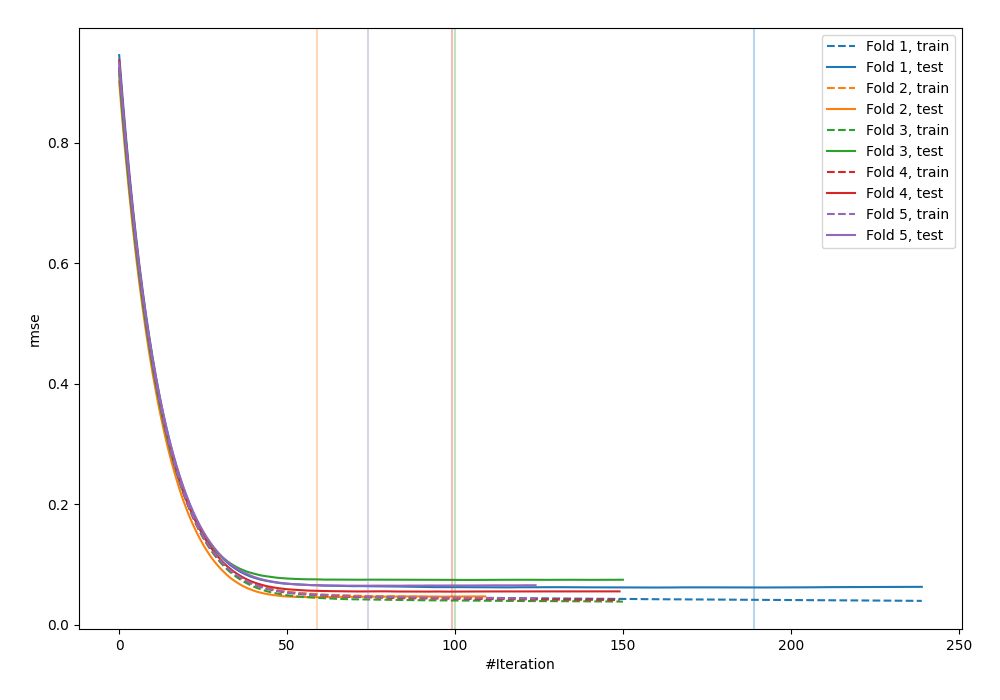 Fold 1, train
Fold 1, test
Fold 2, train
Fold 2, test
Fold 3, train
Fold 3, test
Fold 4, train
Fold 4, test
Fold 5, train
Fold 5, test
0.8
0.6
0.4
0.2
0.0
rmse
0 50 100 150 200 250
#Iteration